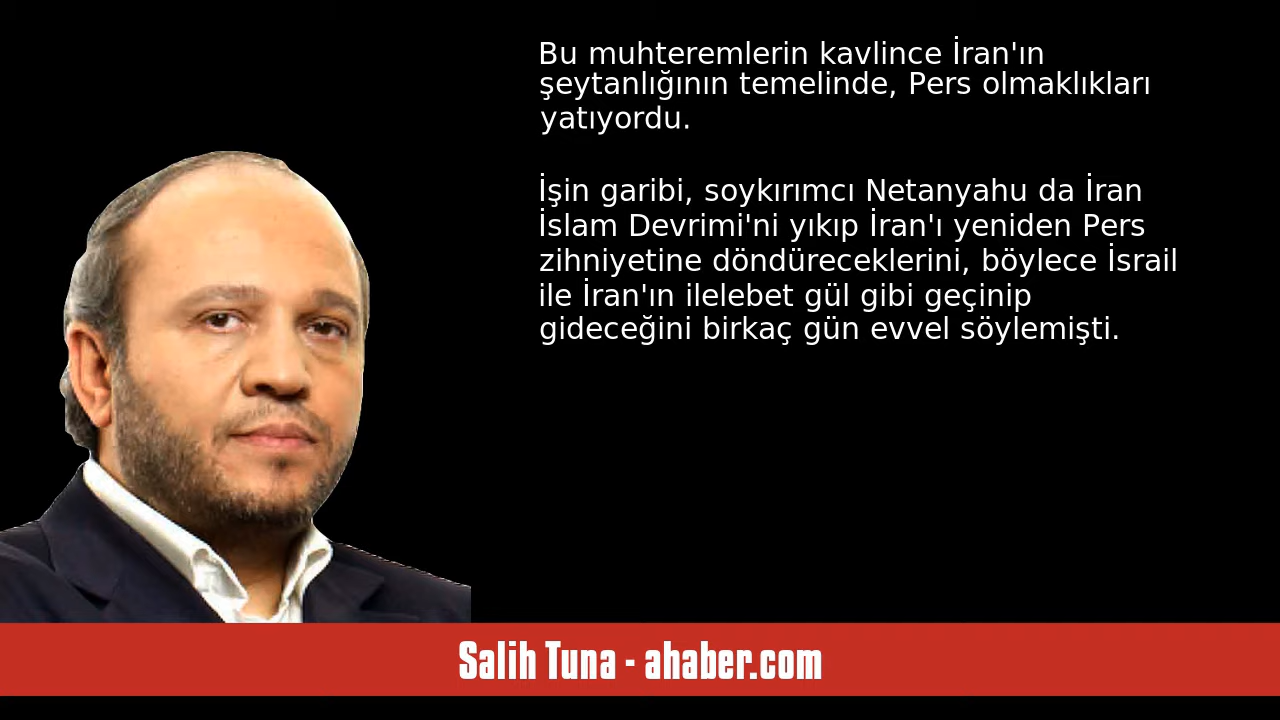 Bu muhteremlerin kavlince İran'ın
şeytanlığının temelinde, Pers olmaklıkları
yatıyordu.
İşin garibi, soykırımcı Netanyahu da İran
İslam Devrimi'ni yıkıp İran'ı yeniden Pers
zihniyetine döndüreceklerini, böylece İsrail
ile İran'ın ilelebet gül gibi geçinip
gideceğini birkaç gün evvel söylemişti.
Salih Tuna - ahaber.com